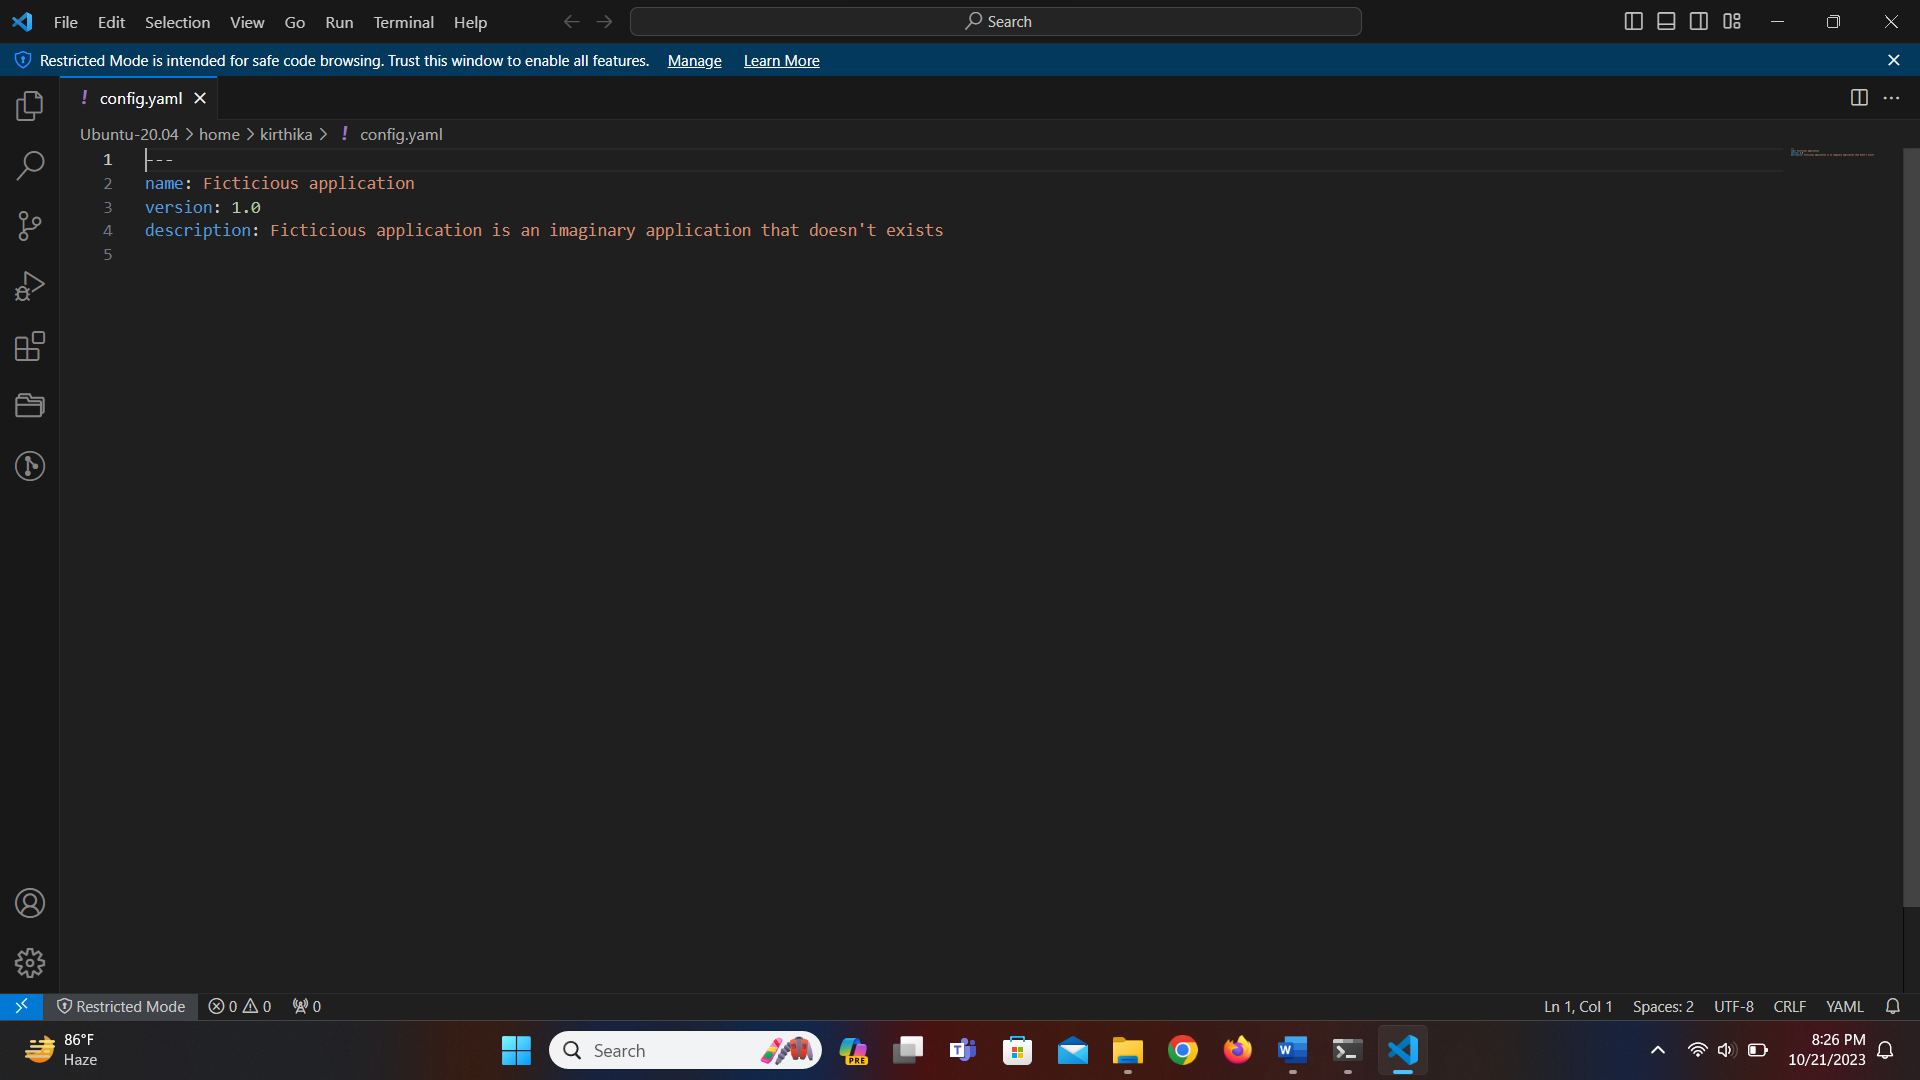 File Edit Selection View Go Run Terminal Help
Search
Restricted Mode is intended for safe code browsing. Trust this window to enable all features. Manage Learn More
! config.yaml
Ubuntu-20.04 > home > kirthika > ! config.yaml
1 ---
2 name: Ficticious application
3 version: 1.0
4 description: Ficticious application is an imaginary application that doesn't exists
5
Restricted Mode 0 0 0
Ln 1, Col 1 Spaces: 2 UTF-8 CRLF YAML
86°F
Haze
Search
PRE
8:26 PM
10/21/2023